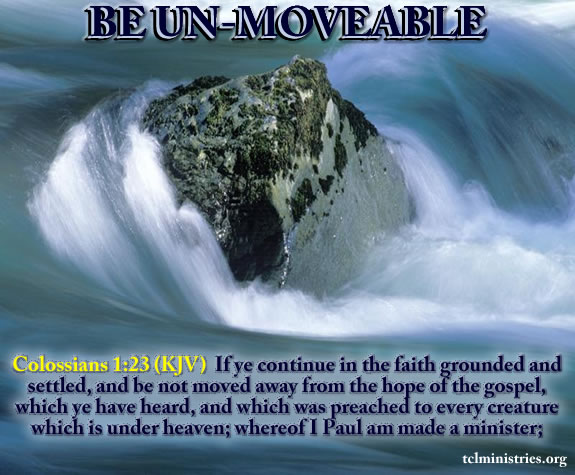 BE UN-MOVEABLE
Colossians 1:23 (KJV) If ye continue in the faith grounded and
settled, and be not moved away from the hope of the gospel,
which ye have heard, and which was preached to every creature
which is under heaven; whereof I Paul am made a minister;
tclministries.org